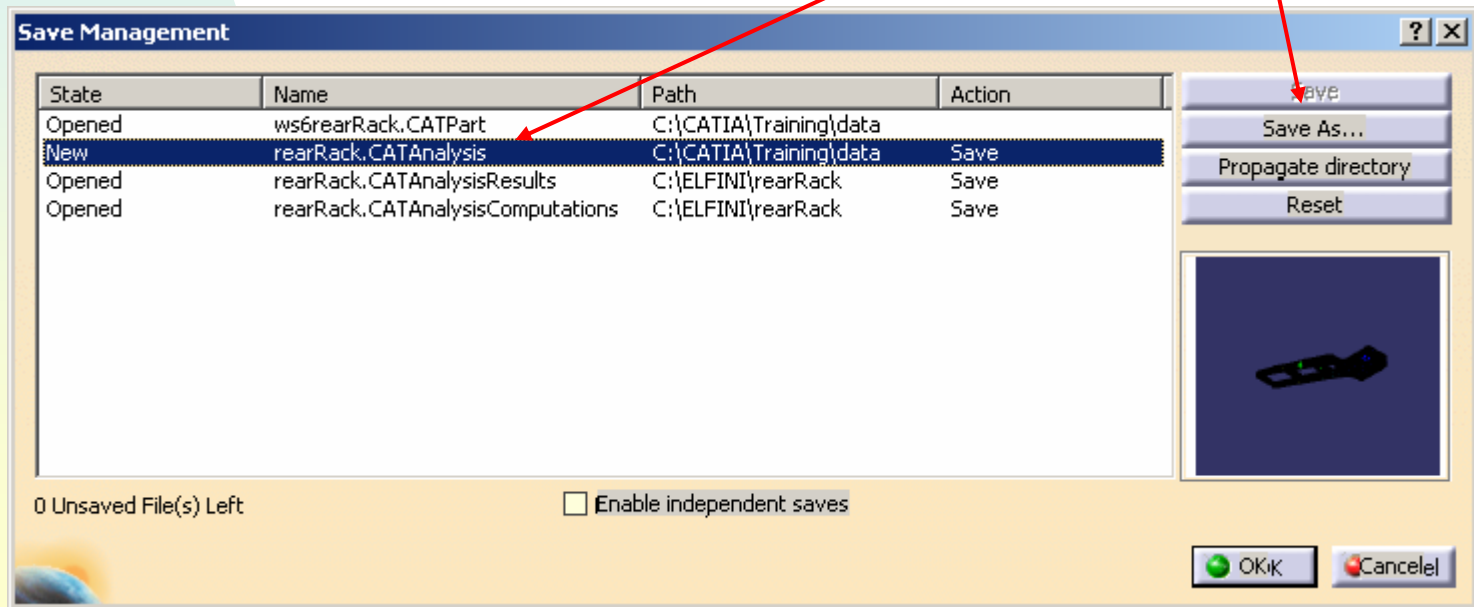 Save Management
State Name Path Action
Opened ws6rearRack.CATPart C:\CATIA\Training\data
New rearRack.CATAnalysis C:\CATIA\Training\data Save
Opened rearRack.CATAnalysisResults C:\ELFINI\rearRack Save
Opened rearRack.CATAnalysisComputations C:\ELFINI\rearRack Save
Save
Save As...
Propagate directory
Reset
0 Unsaved File(s) Left
Enable independent saves
OK
Cancel